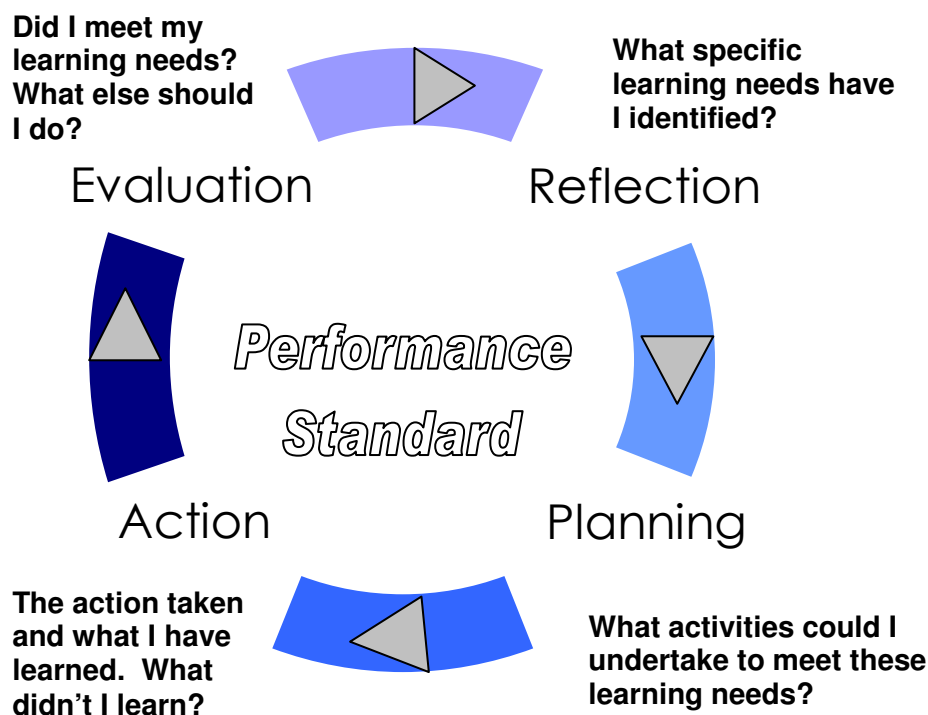 Did I meet my
learning needs?
What else should
I do?
What specific
learning needs have
I identified?
Evaluation
Reflection
Performance
Standard
Action
Planning
The action taken
and what I have
learned.  What
didn’t I learn?
What activities could I
undertake to meet these
learning needs?